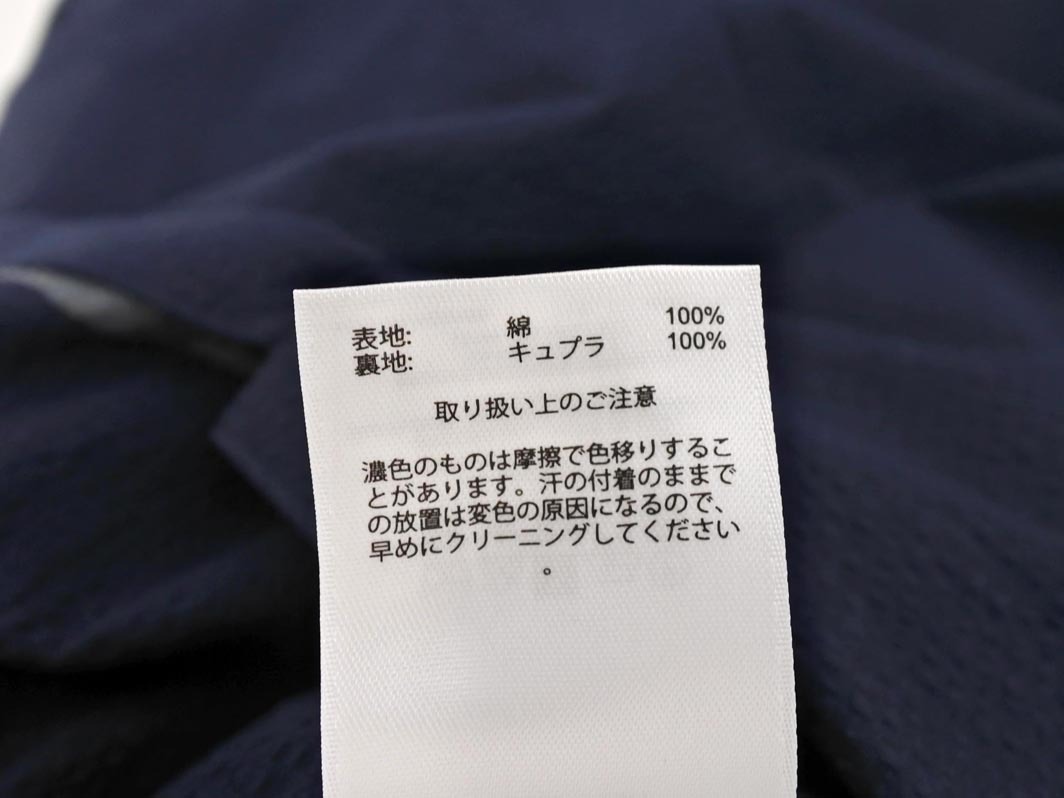 表地: 綿 100%
裏地: キュプラ 100%
取り扱い上のご注意
濃色のものは摩擦で色移りするこ
とがあります。汗の付着のままで
の放置は変色の原因になるので、
早めにクリーニングしてください
。